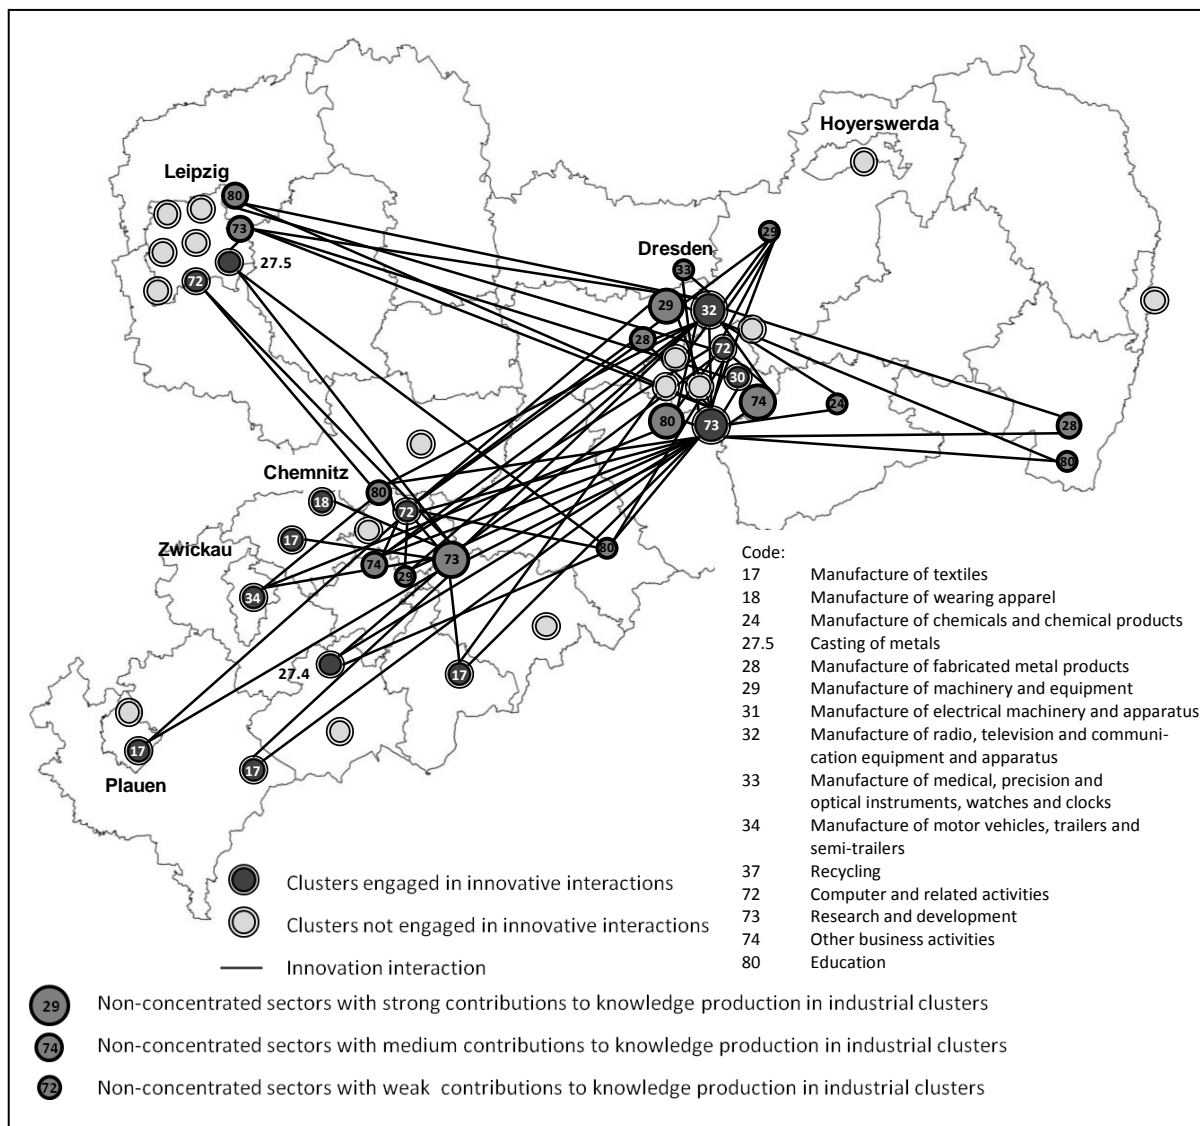 Hoyerswerda
Leipzig
80
73
27.5
72
Dresden
29
33
29
32
28
72
30
74
24
80
73
28
80
Chemnitz
80
18
72
17
Zwickau
74
73
29
80
34
27.4
17
17
Plauen
17
Code:
17 Manufacture of textiles
18 Manufacture of wearing apparel
24 Manufacture of chemicals and chemical products
27.5 Casting of metals
28 Manufacture of fabricated metal products
29 Manufacture of machinery and equipment
31 Manufacture of electrical machinery and apparatus
32 Manufacture of radio, television and communi-
cation equipment and apparatus
33 Manufacture of medical, precision and
optical instruments, watches and clocks
34 Manufacture of motor vehicles, trailers and
semi-trailers
37 Recycling
72 Computer and related activities
73 Research and development
74 Other business activities
80 Education
Clusters engaged in innovative interactions
Clusters not engaged in innovative interactions
Innovation interaction
29 Non-concentrated sectors with strong contributions to knowledge production in industrial clusters
74 Non-concentrated sectors with medium contributions to knowledge production in industrial clusters
72 Non-concentrated sectors with weak contributions to knowledge production in industrial clusters